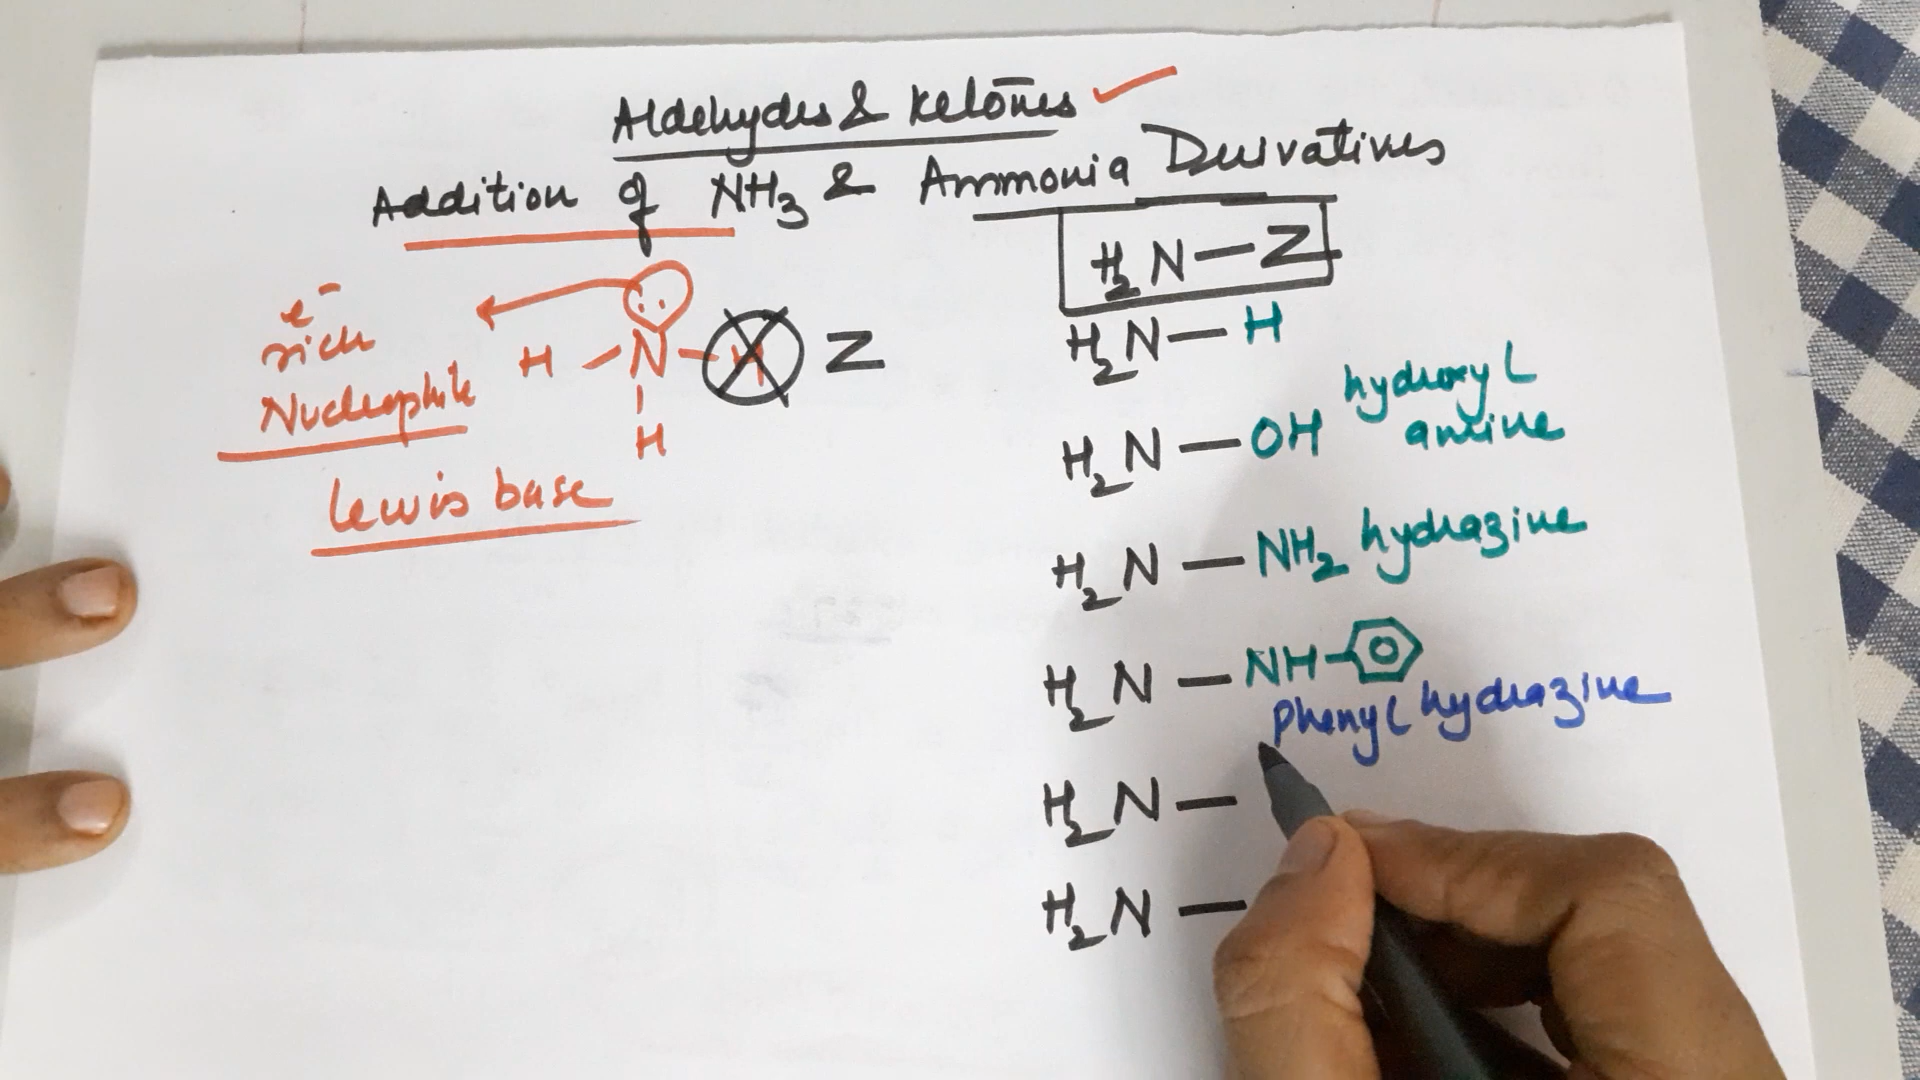 Aldehydes & Ketones
Addition of NH3 & Ammonia Derivatives
H2N—Z
e- rich
Nucleophile
H — N — H Z
H
Lewis base
H2N—H
H2N—OH hydroxyl amine
H2N—NH2 hydrazine
H2N—NH—
Phenyl hydrazine
H2N—
H2N—